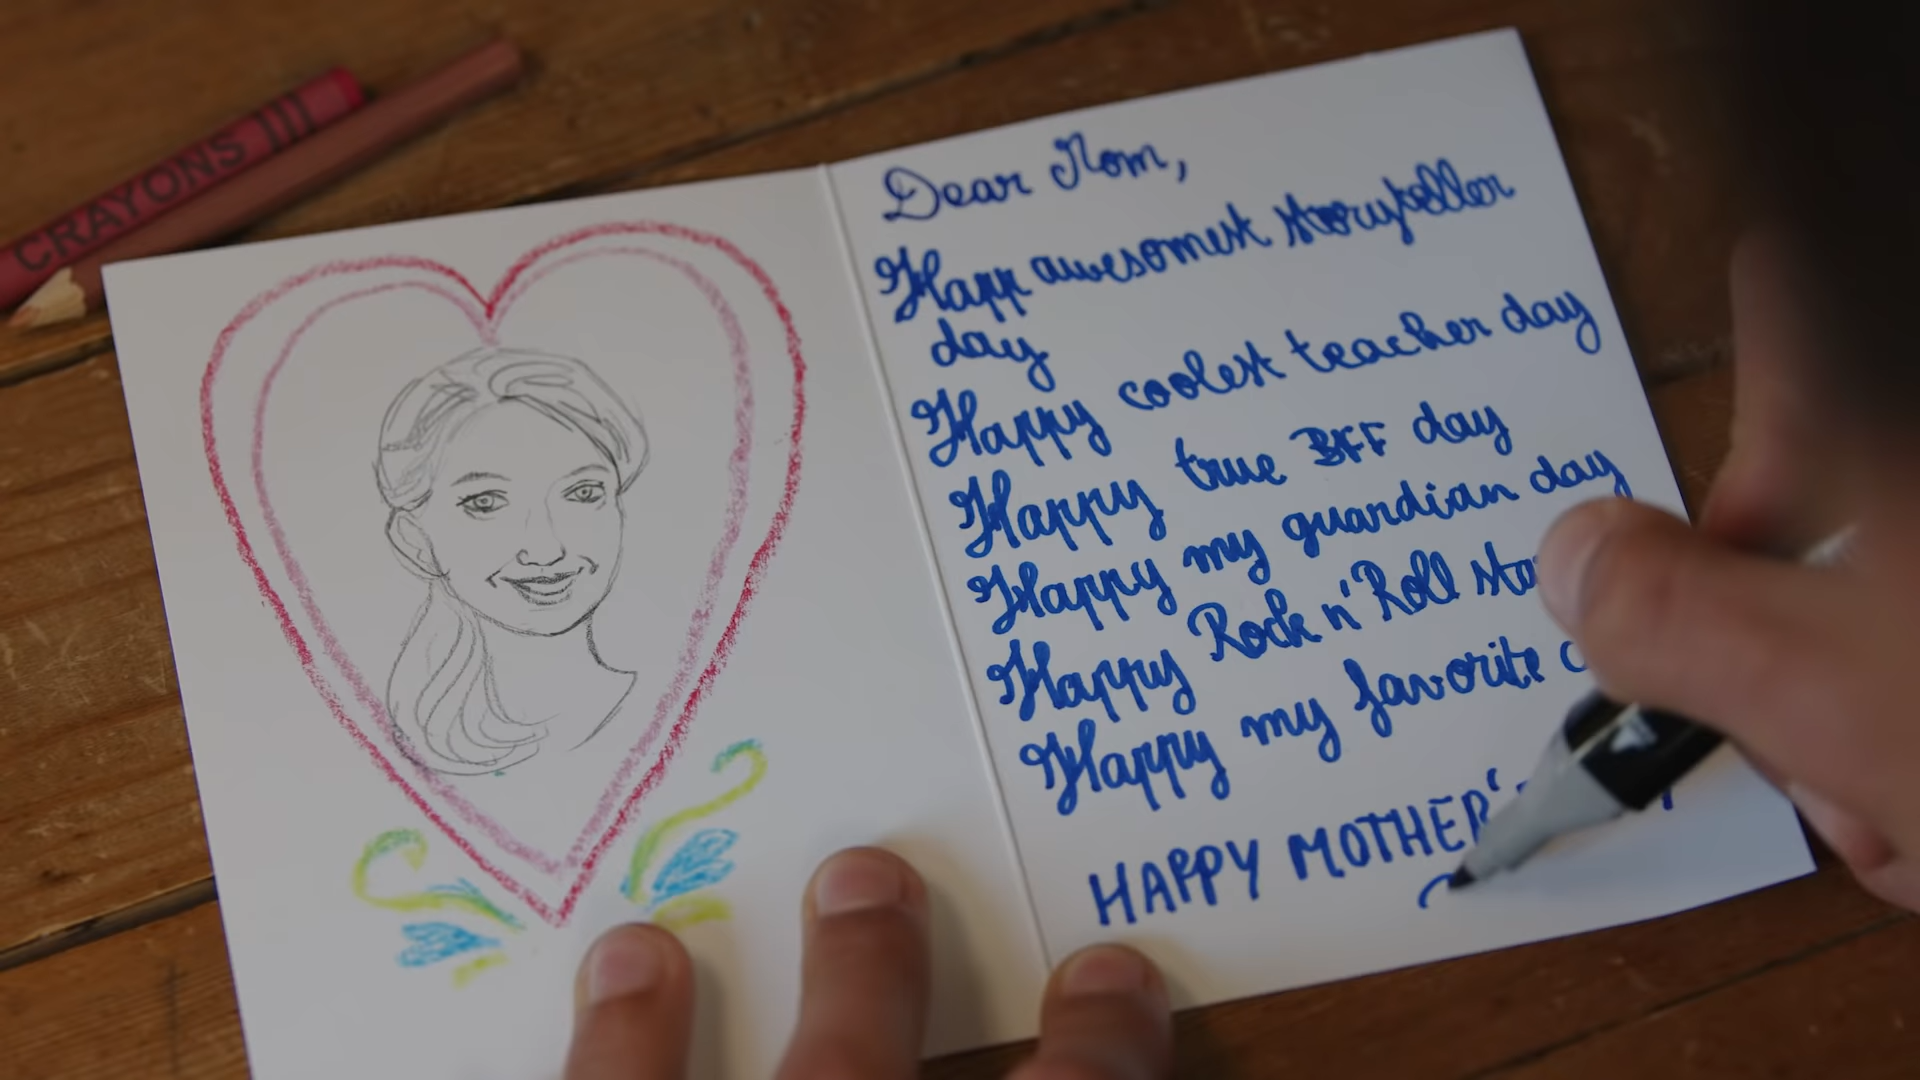 CRAYONS
Dear Mom,
Happ awesomest storyteller
day
Happy coolest teacher day
Happy true BFF day
Happy my guardian day
Happy Rock n' Roll
Happy my favorite
HAPPY MOTHER'